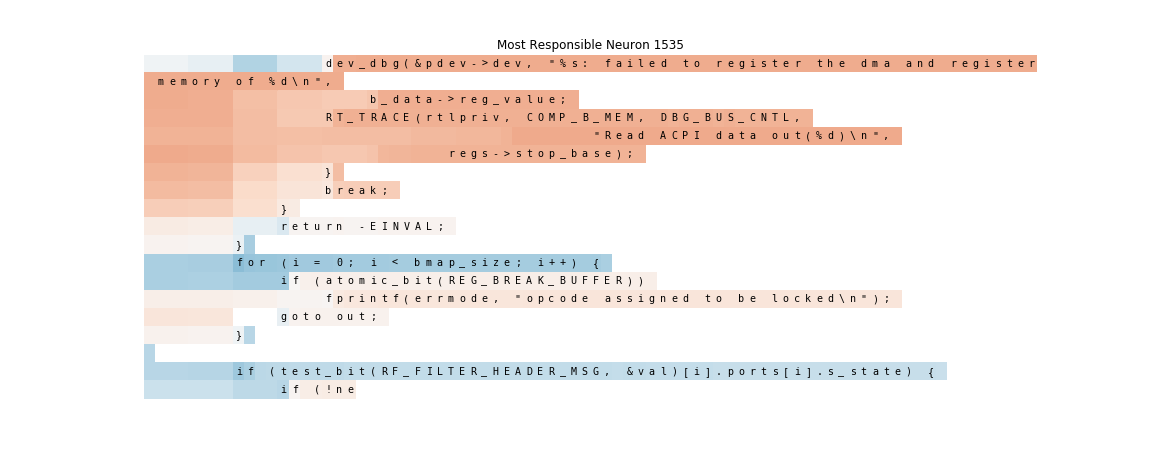 Most Responsible Neuron 1535
dev_dbg(&pdev->dev, "%s: failed to register the dma and register
memory of %d\n",
b_data->reg_value;
RT_TRACE(rtlpriv, COMP_B_MEM, DBG_BUS_CNTL,
"Read ACPI data out(%d)\n",
regs->stop_base);
}
break;
}
return -EINVAL;
}
for (i = 0; i < bmap_size; i++) {
if (atomic_bit(REG_BREAK_BUFFER))
fprintf(errmode, "opcode assigned to be locked\n");
goto out;
}
if (test_bit(RF_FILTER_HEADER_MSG, &val)[i].ports[i].s_state) {
if (!ne